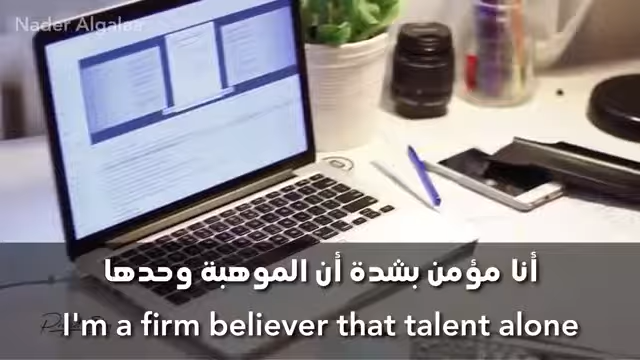 Nader Algalaa
أنا مؤمن بشدة أن الموهبة وحدها
I'm a firm believer that talent alone